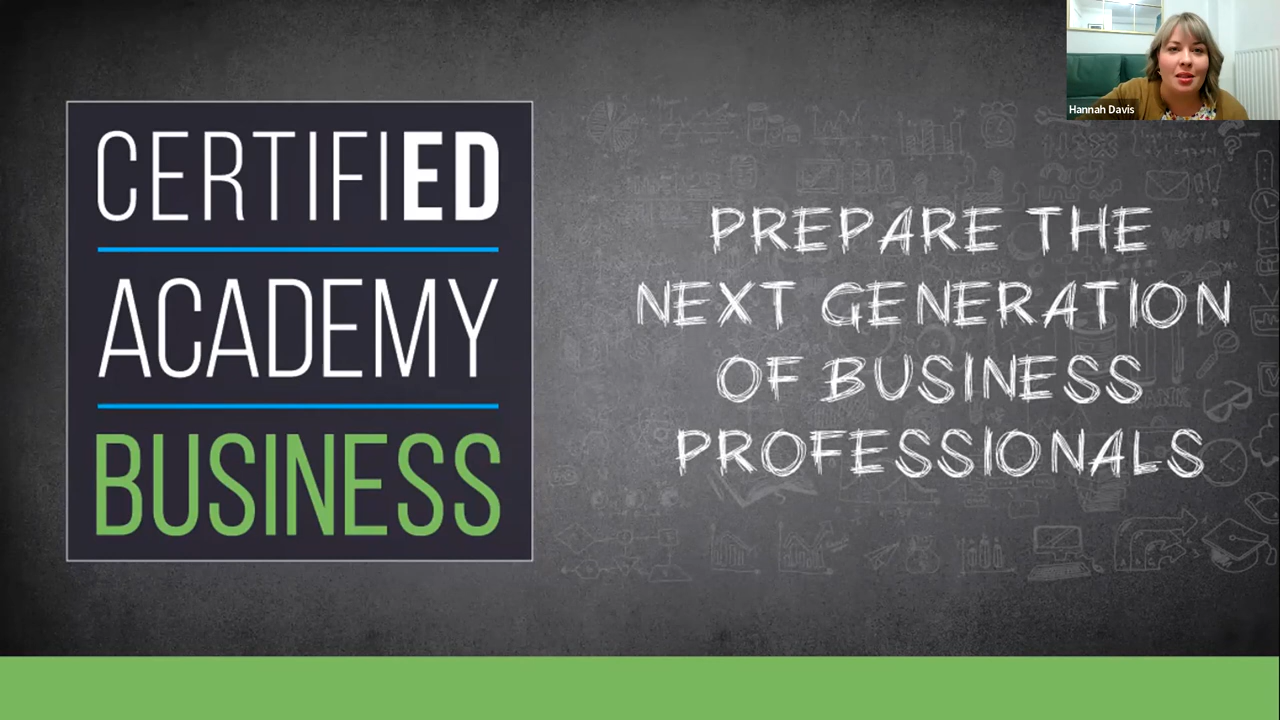 CERTIFIED
ACADEMY
BUSINESS
PREPARE THE
NEXT GENERATION
OF BUSINESS
PROFESSIONALS
Hannah Davis